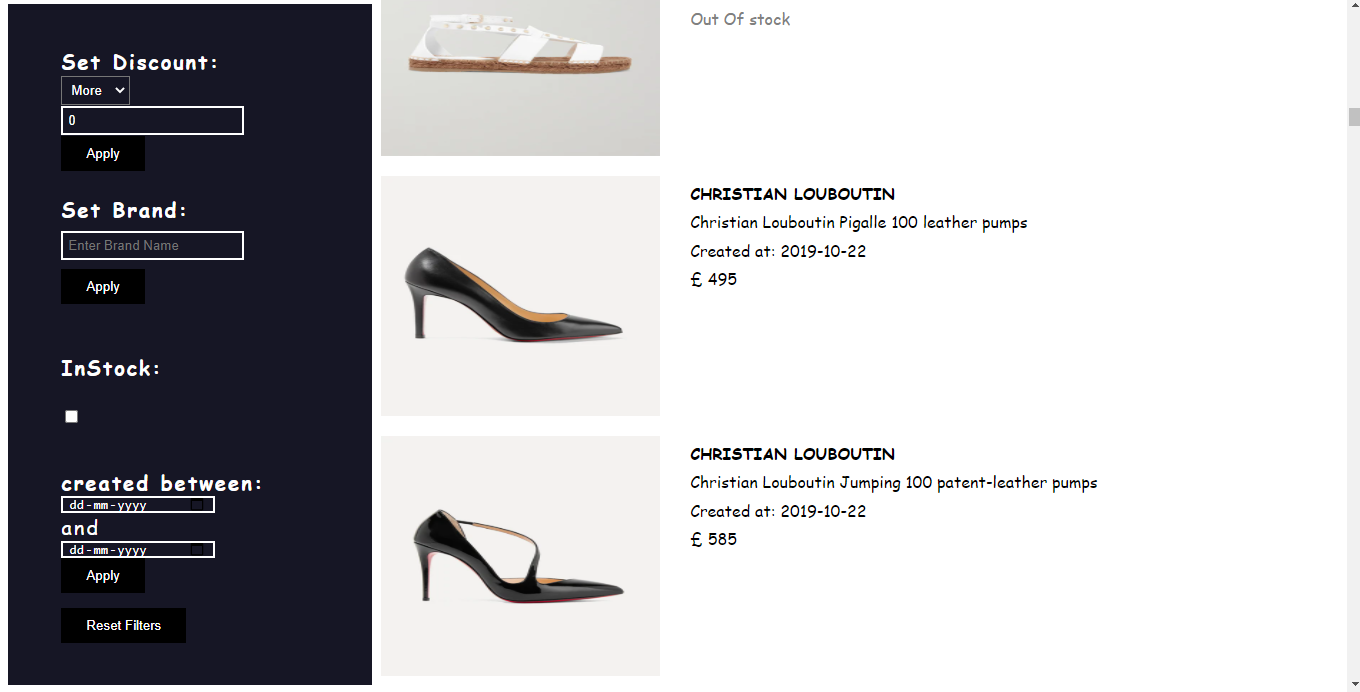 Set Discount:
More
0
Apply
Set Brand:
Enter Brand Name
Apply
InStock:
created between:
dd-mm-yyyy
and
dd-mm-yyyy
Apply
Reset Filters
Out Of stock
CHRISTIAN LOUBOUTIN
Christian Louboutin Pigalle 100 leather pumps
Created at: 2019-10-22
£ 495
CHRISTIAN LOUBOUTIN
Christian Louboutin Jumping 100 patent-leather pumps
Created at: 2019-10-22
£ 585